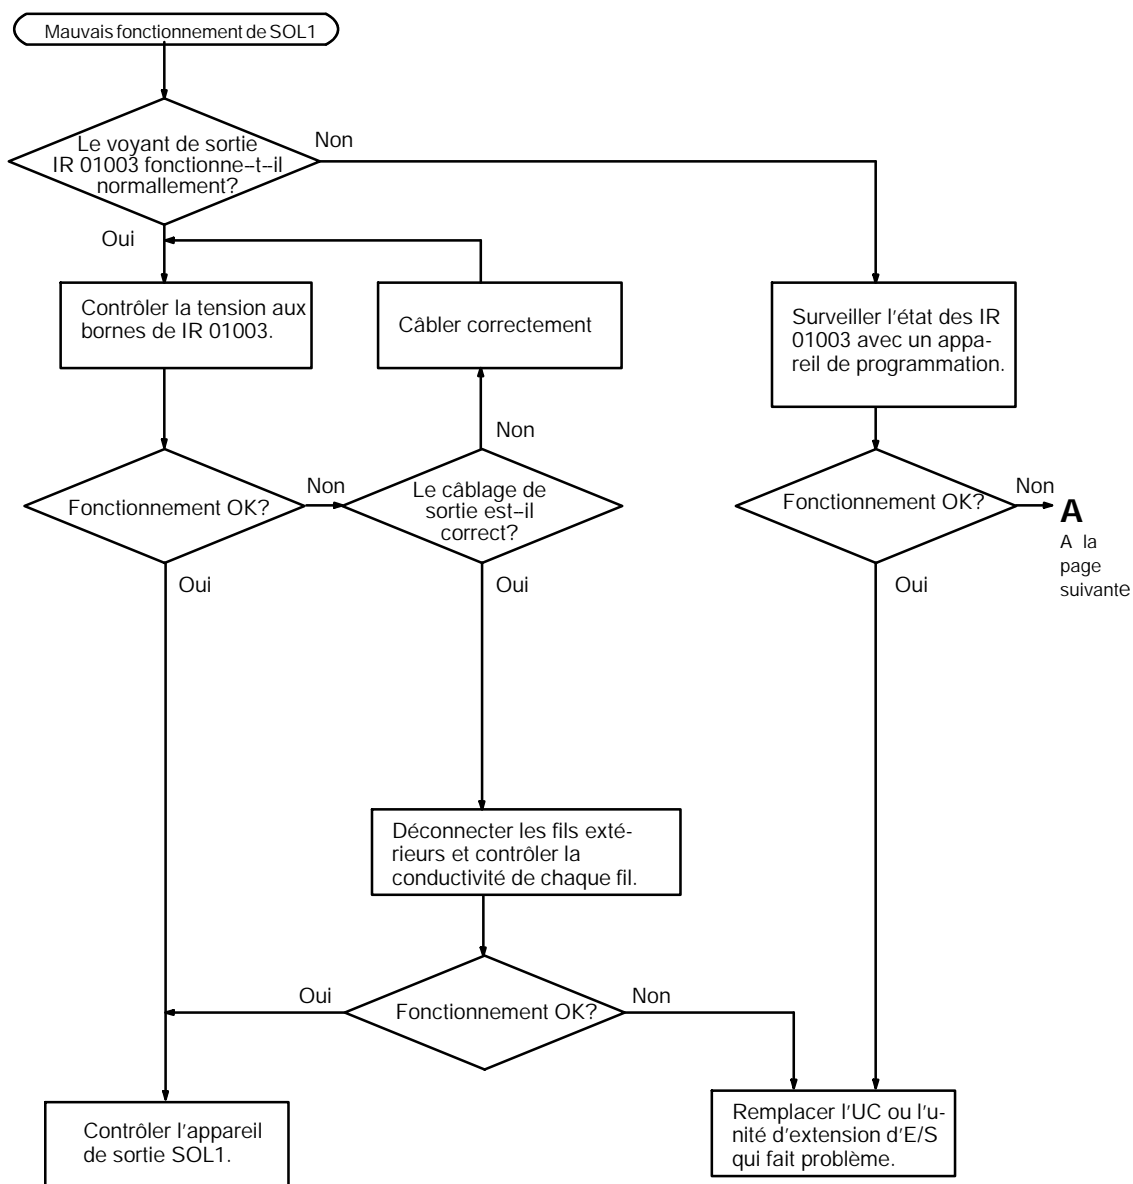 Mauvais fonctionnement de SOL1
Le voyant de sortie
IR 01003 fonctionne–t–il
normallement?
Non
Oui
Contrôler la tension aux
bornes de IR 01003.
Câbler correctement
Surveiller l'état des IR
01003 avec un appa-
reil de programmation.
Non
Fonctionnement OK?
Non
Le câblage de
sortie est–il
correct?
Fonctionnement OK?
Non
A
A la
page
suivante
Oui
Oui
Oui
Déconnecter les fils exté-
rieurs et contrôler la
conductivité de chaque fil.
Oui
Fonctionnement OK?
Non
Contrôler l'appareil
de sortie SOL1.
Remplacer l'UC ou l'u-
nité d'extension d'E/S
qui fait problème.